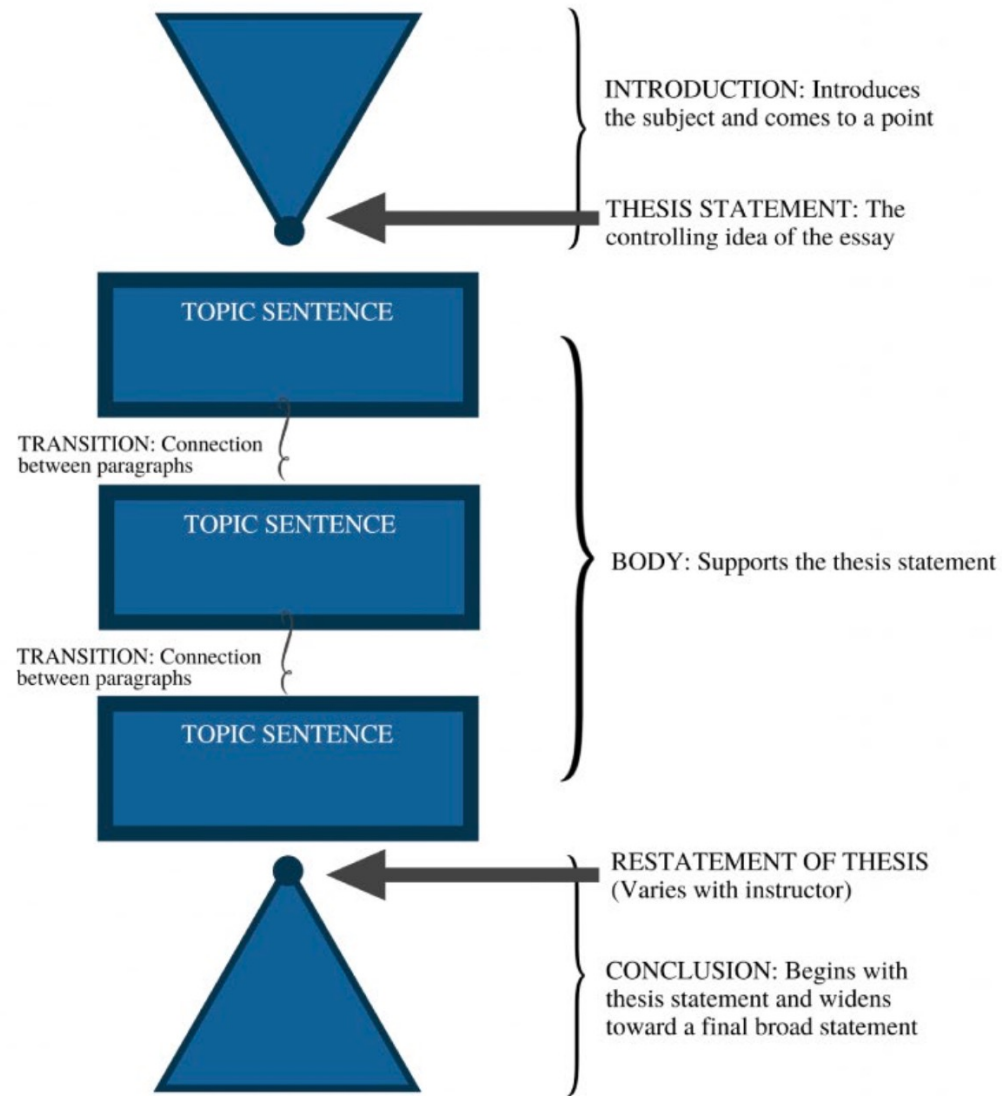 INTRODUCTION: Introduces
the subject and comes to a point
THESIS STATEMENT: The
controlling idea of the essay
TOPIC SENTENCE
TRANSITION: Connection
between paragraphs
TOPIC SENTENCE
BODY: Supports the thesis statement
TRANSITION: Connection
between paragraphs
TOPIC SENTENCE
RESTATEMENT OF THESIS
(Varies with instructor)
CONCLUSION: Begins with
thesis statement and widens
toward a final broad statement